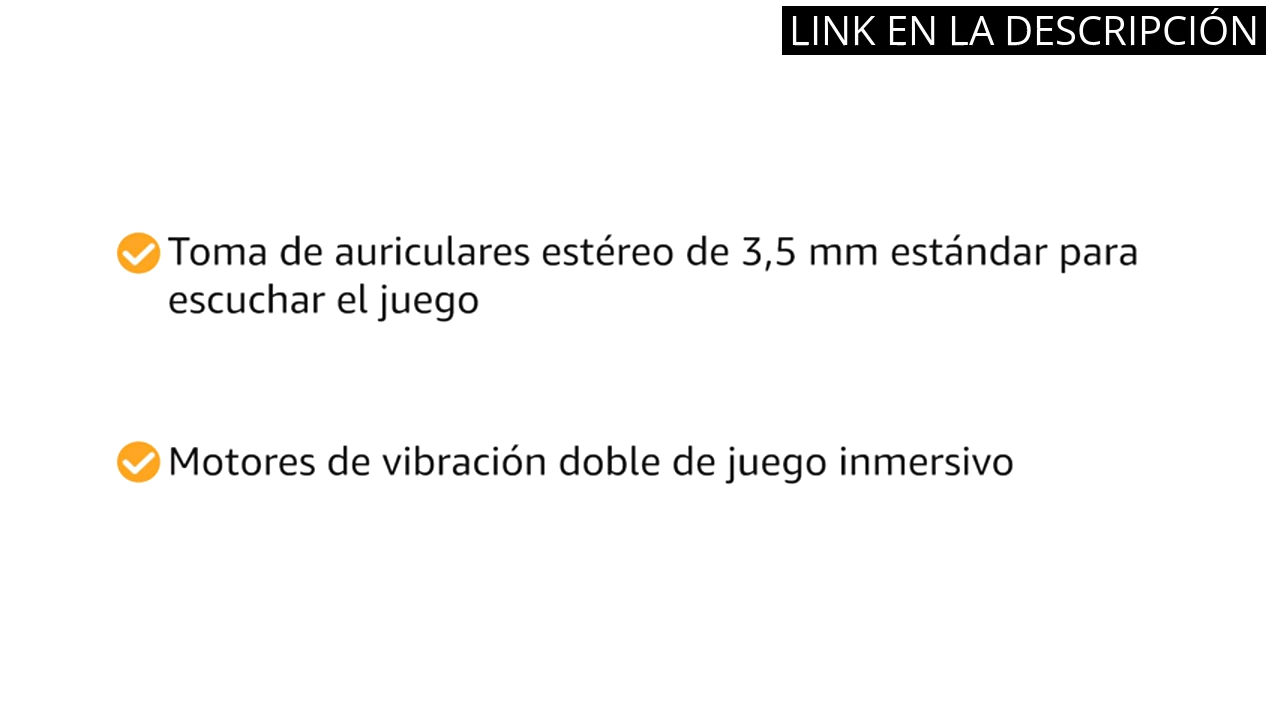 LINK EN LA DESCRIPCIÓN
Toma de auriculares estéreo de 3,5 mm estándar para
escuchar el juego
Motores de vibración doble de juego inmersivo